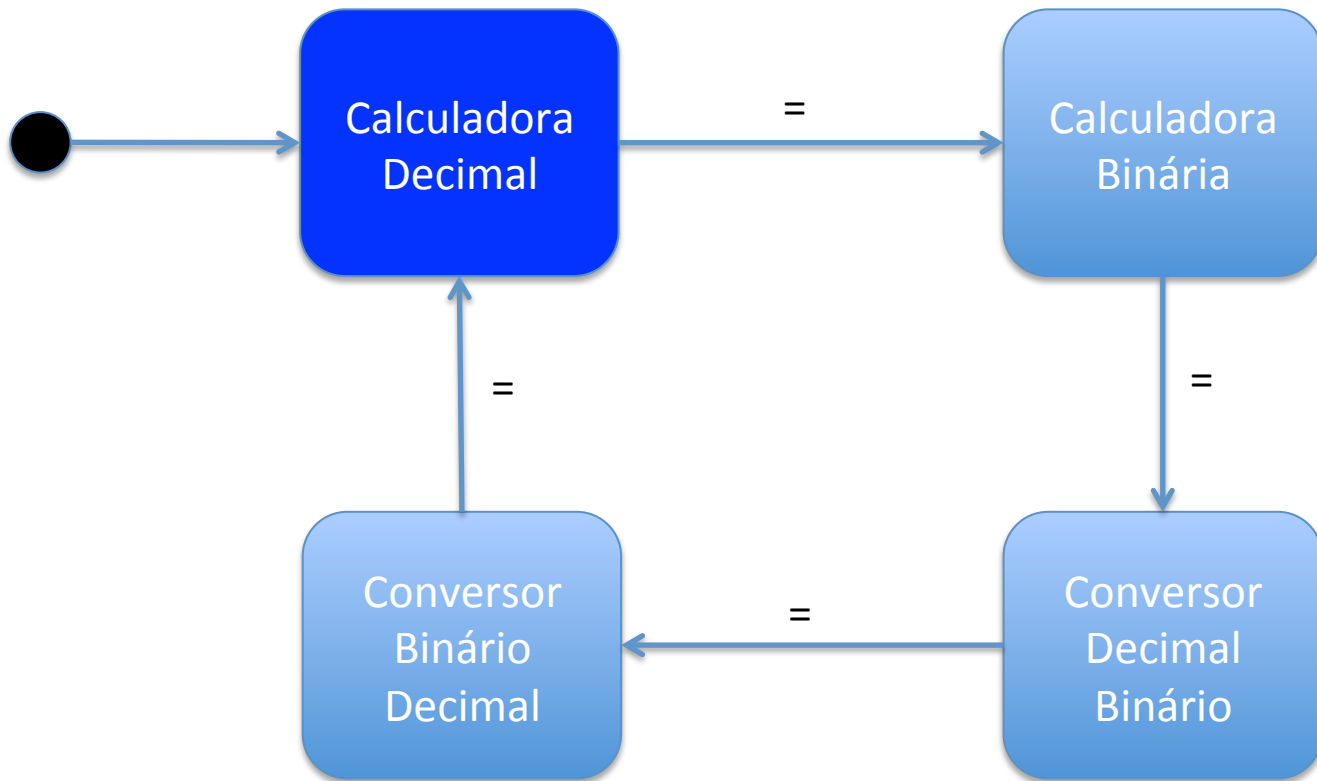 Calculadora
Decimal
=
Calculadora
Binária
=
=
Conversor
Binário
Decimal
=
Conversor
Decimal
Binário